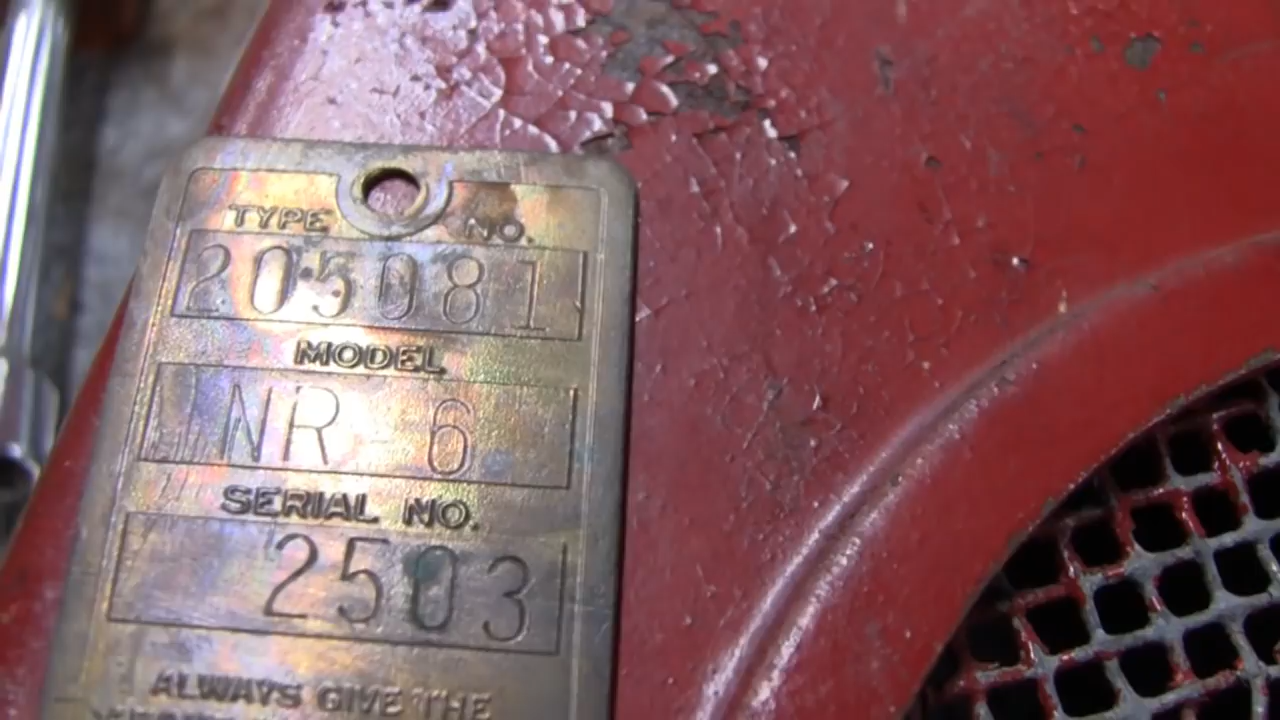 TYPE NO.
205081
MODEL
NR-6
SERIAL NO.
2503
ALWAYS GIVE THE